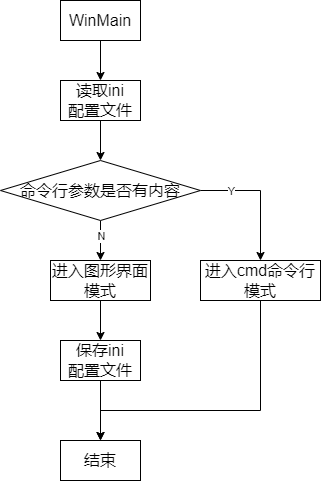 WinMain
读取ini
配置文件
命令行参数是否有内容
Y
N
进入图形界面
模式
进入cmd命令行
模式
保存ini
配置文件
结束